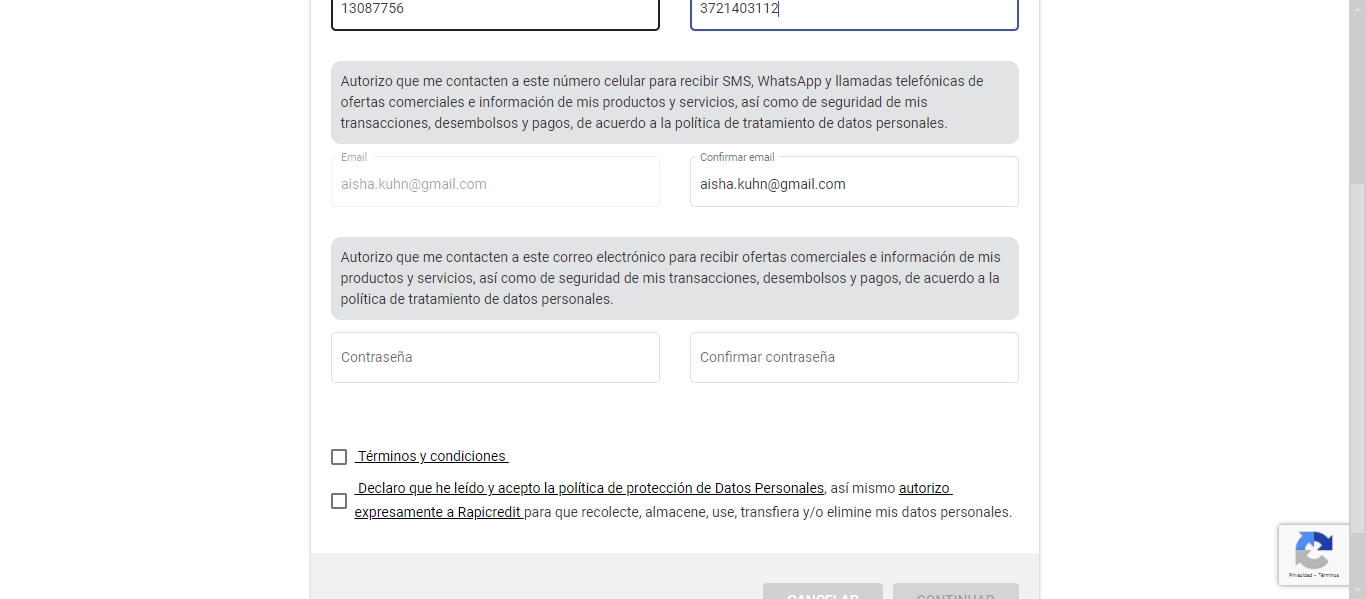 13087756
3721403112
Autorizo que me contacten a este número celular para recibir SMS, WhatsApp y llamadas telefónicas de
ofertas comerciales e información de mis productos y servicios, así como de seguridad de mis
transacciones, desembolsos y pagos, de acuerdo a la política de tratamiento de datos personales.
Email
aisha.kuhn@gmail.com
Confirmar email
aisha.kuhn@gmail.com
Autorizo que me contacten a este correo electrónico para recibir ofertas comerciales e información de mis
productos y servicios, así como de seguridad de mis transacciones, desembolsos y pagos, de acuerdo a la
política de tratamiento de datos personales.
Contraseña
Confirmar contraseña
Términos y condiciones
Declaro que he leído y acepto la política de protección de Datos Personales, así mismo autorizo
expresamente a Rapicredit para que recolecte, almacene, use, transfiera y/o elimine mis datos personales.
Privacidad - Términos
CANCELAR
CONTINUAR